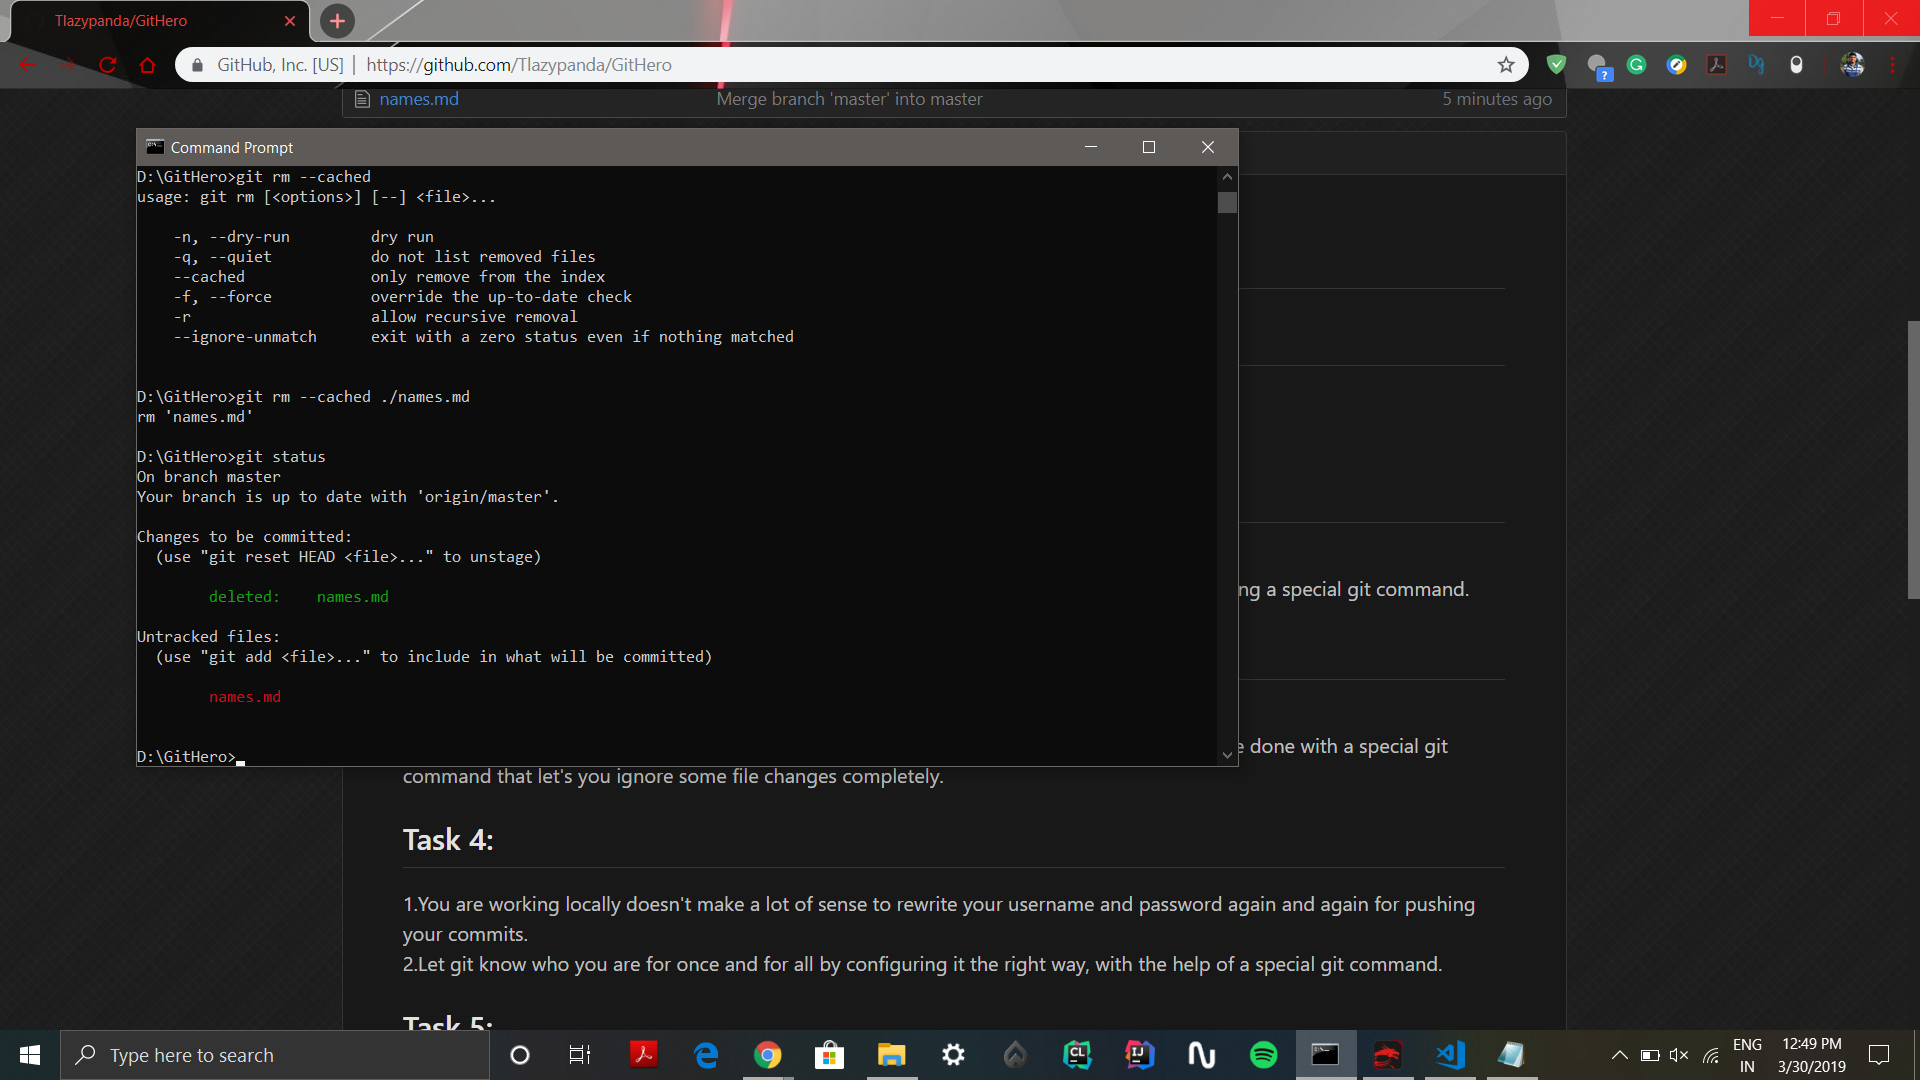 Tlazypanda/GitHero
GitHub, Inc. [US] | https://github.com/Tlazypanda/GitHero
names.md Merge branch 'master' into master 5 minutes ago
Command Prompt
D:\GitHero>git rm --cached
usage: git rm [<options>] [--] <file>...
-n, --dry-run dry run
-q, --quiet do not list removed files
--cached only remove from the index
-f, --force override the up-to-date check
-r allow recursive removal
--ignore-unmatch exit with a zero status even if nothing matched
D:\GitHero>git rm --cached ./names.md
rm 'names.md'
D:\GitHero>git status
On branch master
Your branch is up to date with 'origin/master'.
Changes to be committed:
(use "git reset HEAD <file>..." to unstage)
deleted: names.md
ng a special git command.
Untracked files:
(use "git add <file>..." to include in what will be committed)
names.md
D:\GitHero>
e done with a special git
command that let's you ignore some file changes completely.
Task 4:
1.You are working locally doesn't make a lot of sense to rewrite your username and password again and again for pushing
your commits.
2.Let git know who you are for once and for all by configuring it the right way, with the help of a special git command.
Task 5:
Type here to search
CL
IJ
ENG
IN
12:49 PM
3/30/2019